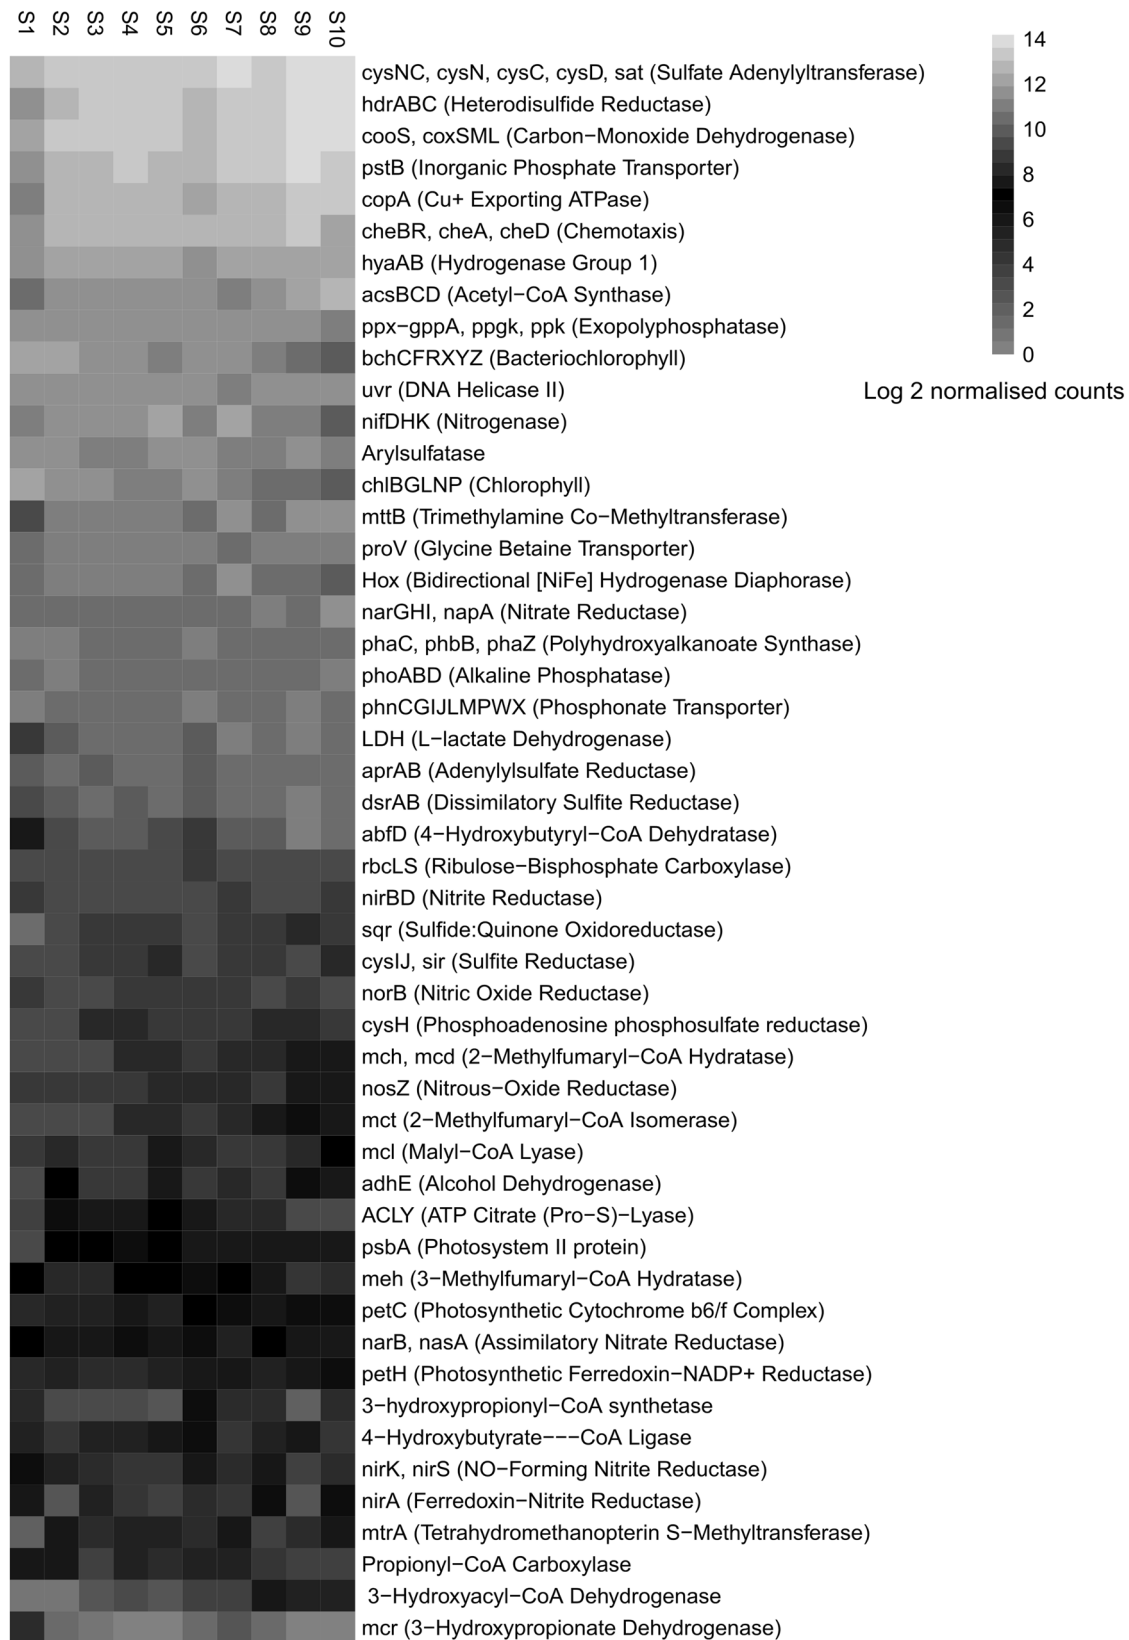 S1 S2 S3 S4 S5 S6 S7 S8 S9 S10
cysNC, cysN, cysC, cysD, sat (Sulfate Adenylyltransferase)
hdrABC (Heterodisulfide Reductase)
cooS, coxSML (Carbon−Monoxide Dehydrogenase)
pstB (Inorganic Phosphate Transporter)
copA (Cu+ Exporting ATPase)
cheBR, cheA, cheD (Chemotaxis)
hyaAB (Hydrogenase Group 1)
acsBCD (Acetyl−CoA Synthase)
ppx−gppA, ppgk, ppk (Exopolyphosphatase)
bchCFRXYZ (Bacteriochlorophyll)
uvr (DNA Helicase II)
nifDHK (Nitrogenase)
Arylsulfatase
chlBGLNP (Chlorophyll)
mttB (Trimethylamine Co−Methyltransferase)
proV (Glycine Betaine Transporter)
Hox (Bidirectional [NiFe] Hydrogenase Diaphorase)
narGHI, napA (Nitrate Reductase)
phaC, phbB, phaZ (Polyhydroxyalkanoate Synthase)
phoABD (Alkaline Phosphatase)
phnCGIJLMPWX (Phosphonate Transporter)
LDH (L−lactate Dehydrogenase)
aprAB (Adenylylsulfate Reductase)
dsrAB (Dissimilatory Sulfite Reductase)
abfD (4−Hydroxybutyryl−CoA Dehydratase)
rbcLS (Ribulose−Bisphosphate Carboxylase)
nirBD (Nitrite Reductase)
sqr (Sulfide:Quinone Oxidoreductase)
cysIJ, sir (Sulfite Reductase)
norB (Nitric Oxide Reductase)
cysH (Phosphoadenosine phosphosulfate reductase)
mch, mcd (2−Methylfumaryl−CoA Hydratase)
nosZ (Nitrous−Oxide Reductase)
mct (2−Methylfumaryl−CoA Isomerase)
mcl (Malyl−CoA Lyase)
adhE (Alcohol Dehydrogenase)
ACLY (ATP Citrate (Pro−S)−Lyase)
psbA (Photosystem II protein)
meh (3−Methylfumaryl−CoA Hydratase)
petC (Photosynthetic Cytochrome b6/f Complex)
narB, nasA (Assimilatory Nitrate Reductase)
petH (Photosynthetic Ferredoxin−NADP+ Reductase)
3−hydroxypropionyl−CoA synthetase
4−Hydroxybutyrate−−−CoA Ligase
nirK, nirS (NO−Forming Nitrite Reductase)
nirA (Ferredoxin−Nitrite Reductase)
mtrA (Tetrahydromethanopterin S−Methyltransferase)
Propionyl−CoA Carboxylase
3−Hydroxyacyl−CoA Dehydrogenase
mcr (3−Hydroxypropionate Dehydrogenase)
14
12
10
8
6
4
2
0
Log 2 normalised counts